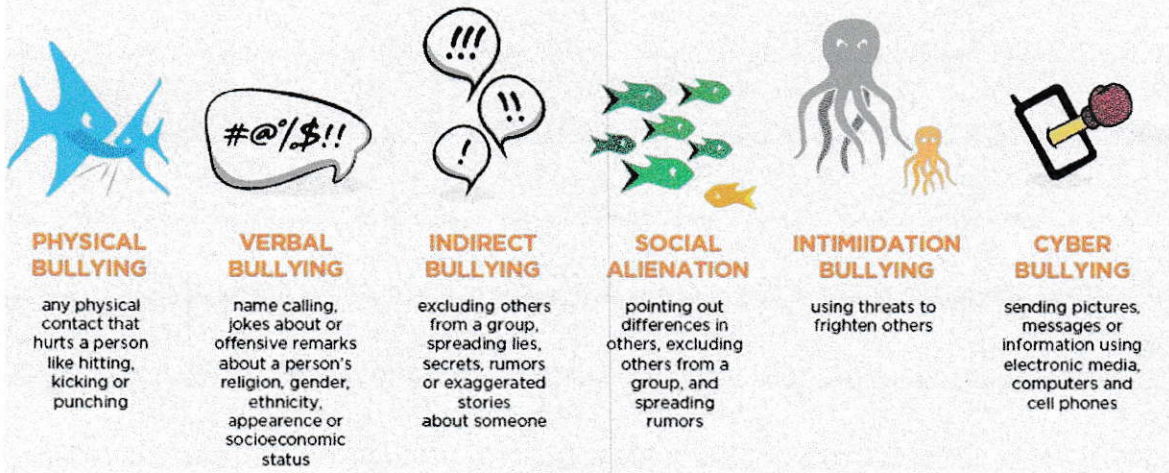 !!!
!!
!
#@%$!!
PHYSICAL
BULLYING
any physical
contact that
hurts a person
like hitting,
kicking or
punching
VERBAL
BULLYING
name calling,
jokes about or
offensive remarks
about a person's
religion, gender,
ethnicity,
appearence or
socioeconomic
status
INDIRECT
BULLYING
excluding others
from a group,
spreading lies,
secrets, rumors
or exaggerated
stories
about someone
SOCIAL
ALIENATION
pointing out
differences in
others, excluding
others from a
group, and
spreading
rumors
INTIMIIDATION
BULLYING
using threats to
frighten others
CYBER
BULLYING
sending pictures,
messages or
information using
electronic media,
computers and
cell phones